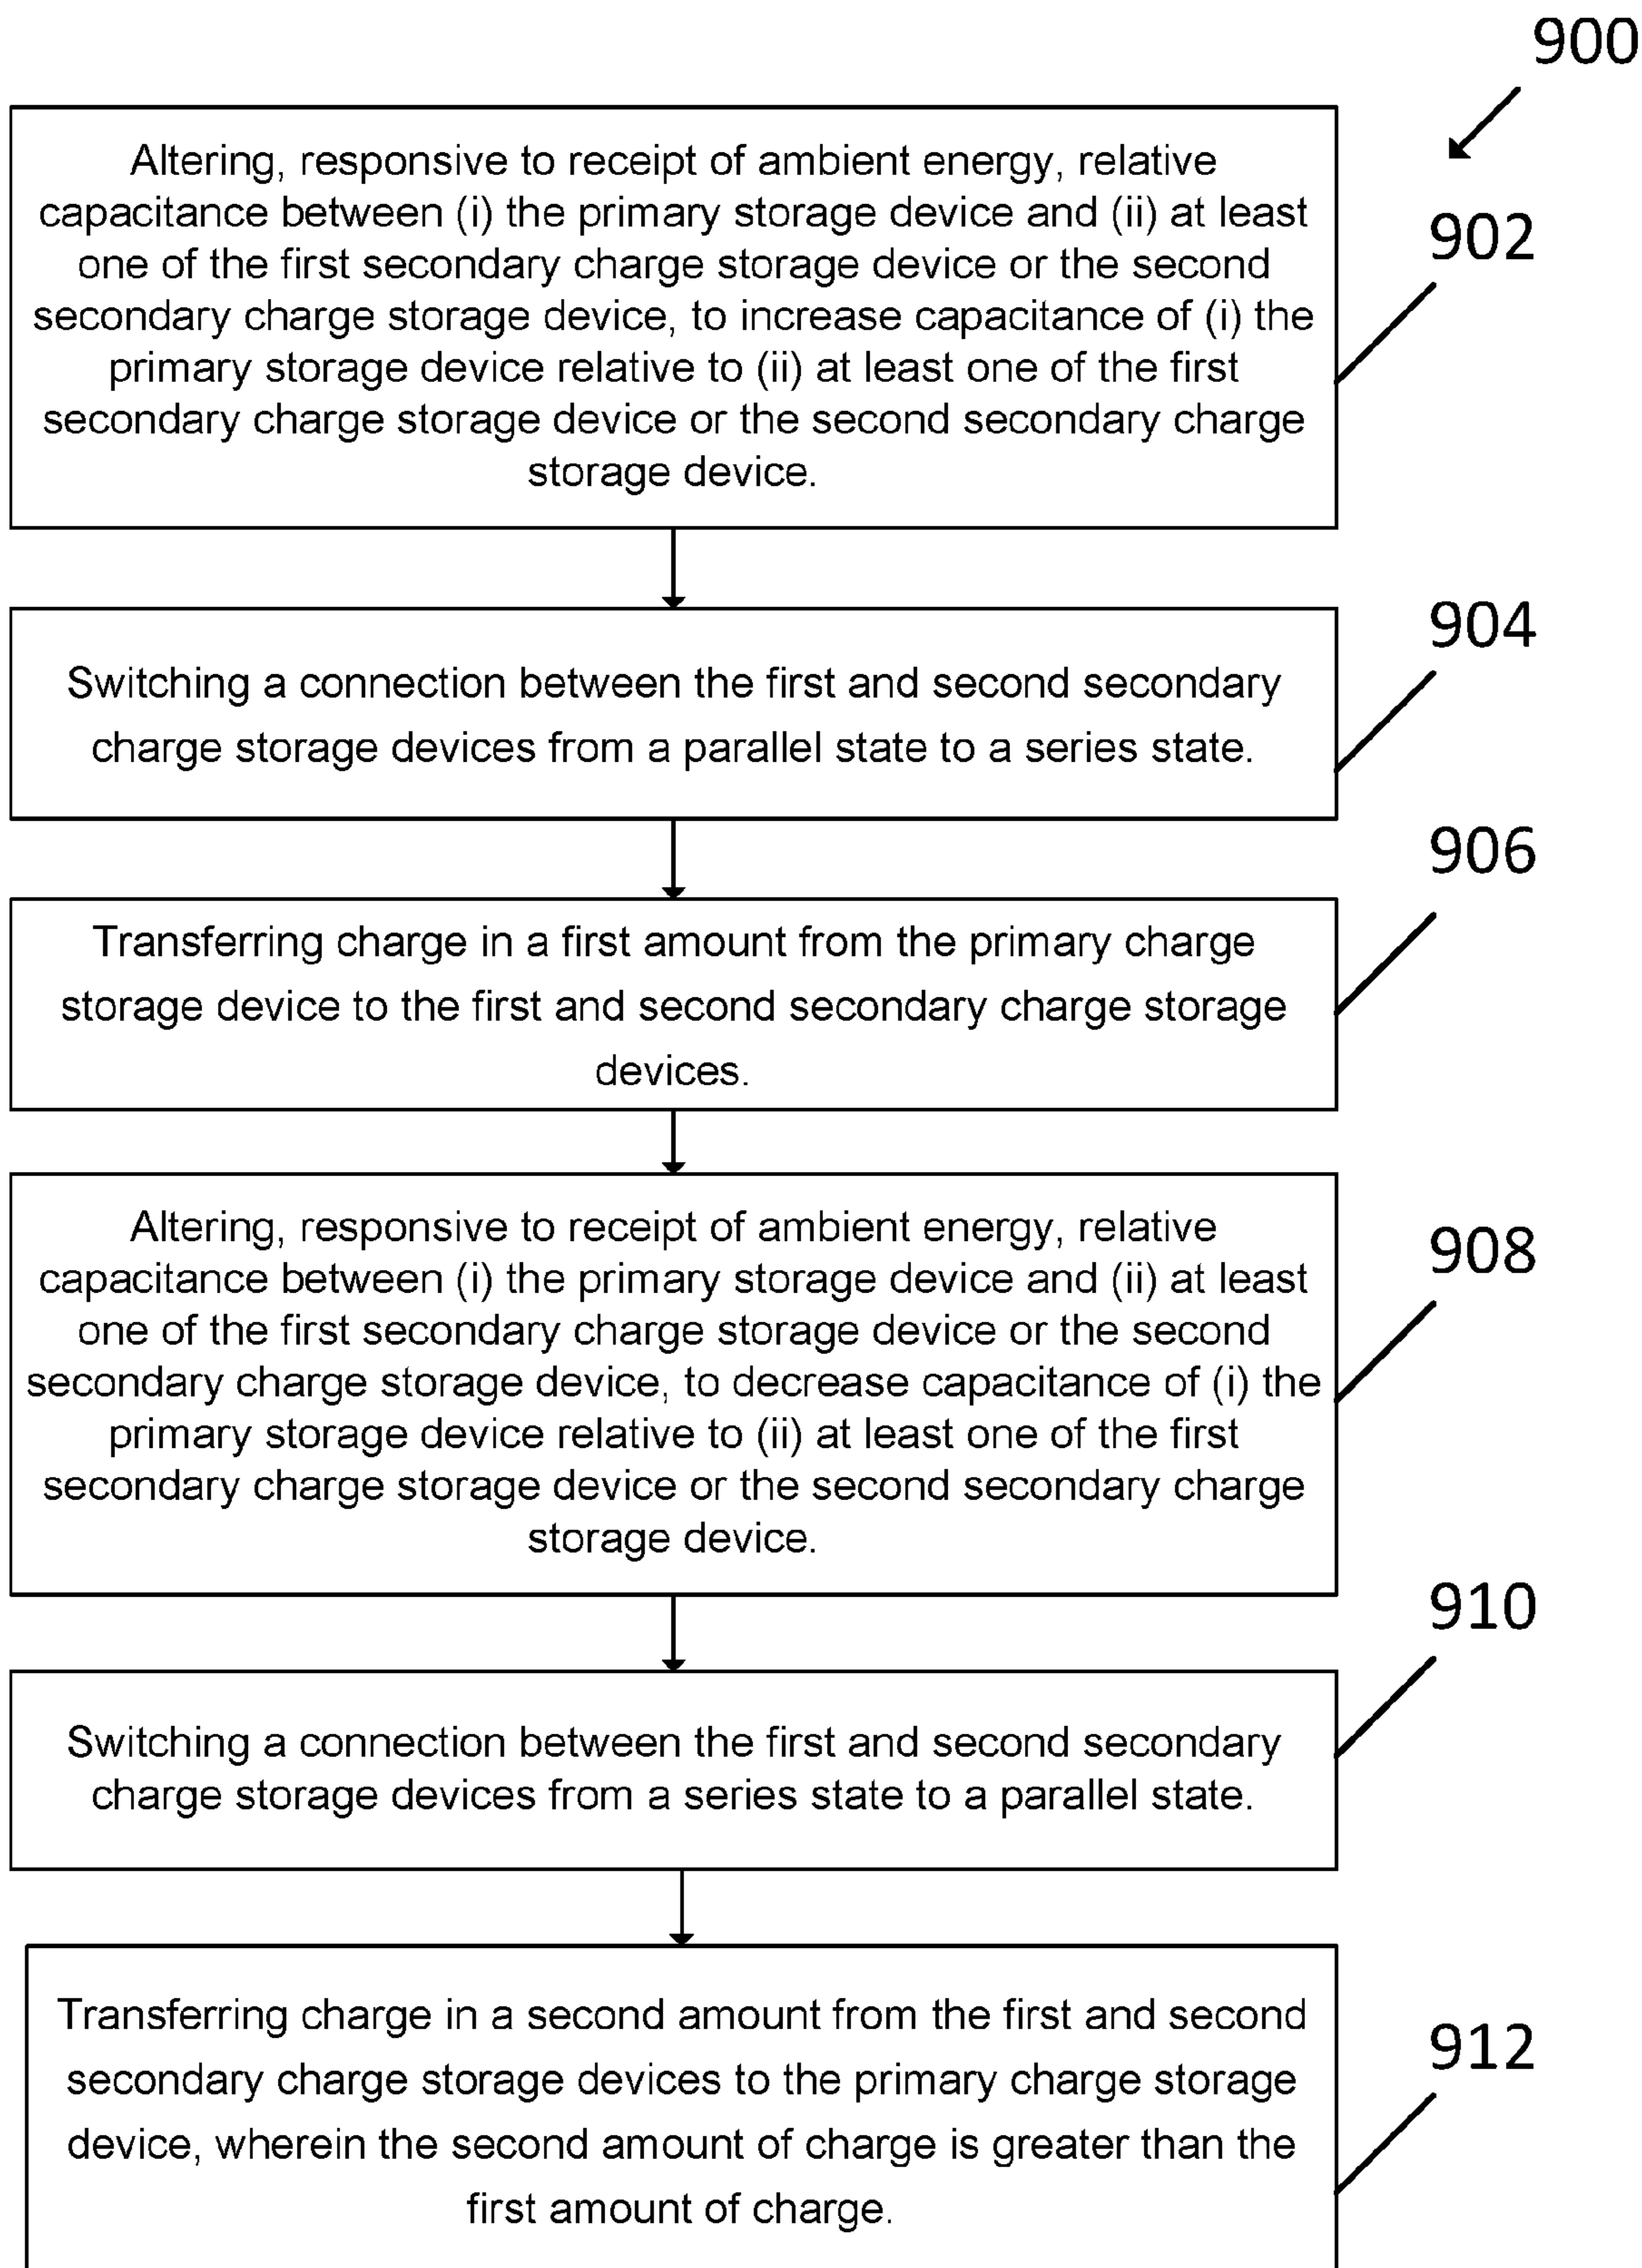 900
Altering, responsive to receipt of ambient energy, relative
capacitance between (i) the primary storage device and (ii) at least
one of the first secondary charge storage device or the second
secondary charge storage device, to increase capacitance of (i) the
primary storage device relative to (ii) at least one of the first
secondary charge storage device or the second secondary charge
storage device.
902
Switching a connection between the first and second secondary
charge storage devices from a parallel state to a series state.
904
Transferring charge in a first amount from the primary charge
storage device to the first and second secondary charge storage
devices.
906
Altering, responsive to receipt of ambient energy, relative
capacitance between (i) the primary storage device and (ii) at least
one of the first secondary charge storage device or the second
secondary charge storage device, to decrease capacitance of (i) the
primary storage device relative to (ii) at least one of the first
secondary charge storage device or the second secondary charge
storage device.
908
Switching a connection between the first and second secondary
charge storage devices from a series state to a parallel state.
910
Transferring charge in a second amount from the first and second
secondary charge storage devices to the primary charge storage
device, wherein the second amount of charge is greater than the
first amount of charge.
912